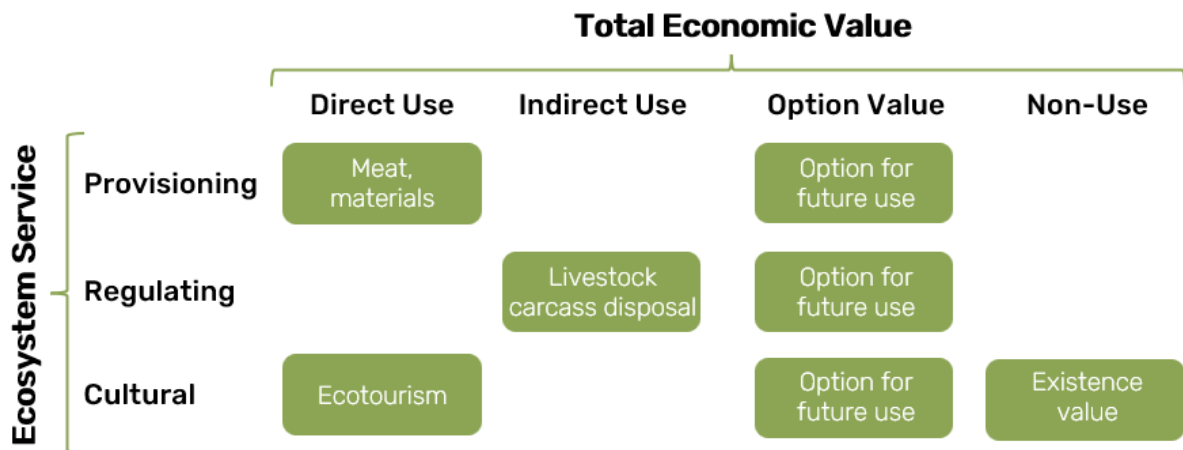 Total Economic Value
Direct Use
Indirect Use
Option Value
Non-Use
Ecosystem Service
Provisioning
Meat,
materials
Option for
future use
Regulating
Livestock
carcass disposal
Option for
future use
Cultural
Ecotourism
Option for
future use
Existence
value